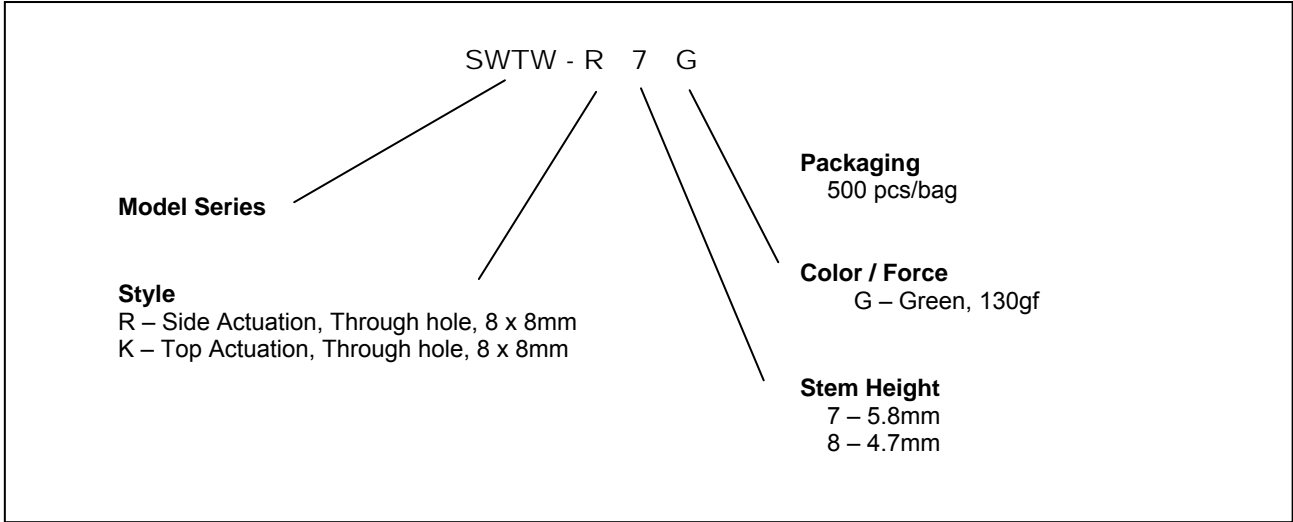 SWTW - R 7 G
Model Series
Style
R – Side Actuation, Through hole, 8 x 8mm
K – Top Actuation, Through hole, 8 x 8mm
Packaging
500 pcs/bag
Color / Force
G – Green, 130gf
Stem Height
7 – 5.8mm
8 – 4.7mm